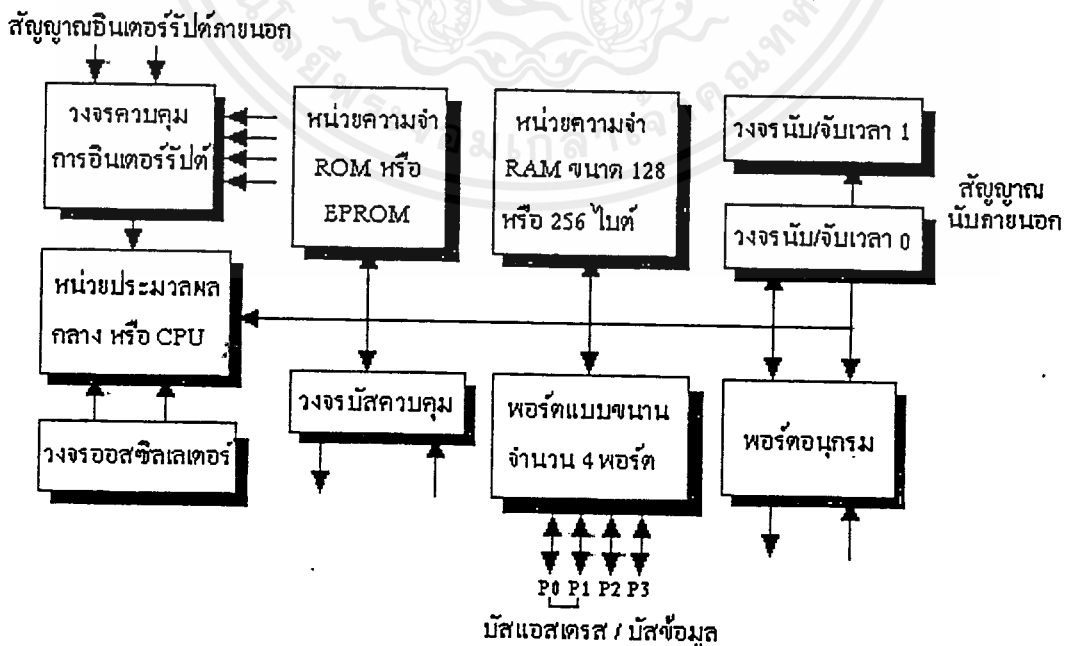 สัญญาณอินเตอร์รัปต์ภายนอก
วงจรควบคุม
การอินเตอร์รัปต์
หน่วยความจำ
ROM หรือ
EPROM
หน่วยความจำ
RAM ขนาด 128
หรือ 256 ไบต์
วงจรนับ/จับเวลา 1
วงจรนับ/จับเวลา 0
สัญญาณ
นับภายนอก
หน่วยประมวลผล
กลาง หรือ CPU
วงจรออสซิลเลเตอร์
วงจรบัสควบคุม
พอร์ตแบบขนาน
จำนวน 4 พอร์ต
พอร์ตอนุกรม
P0 P1 P2 P3
บัสแอสเดรส / บัสข้อมูล